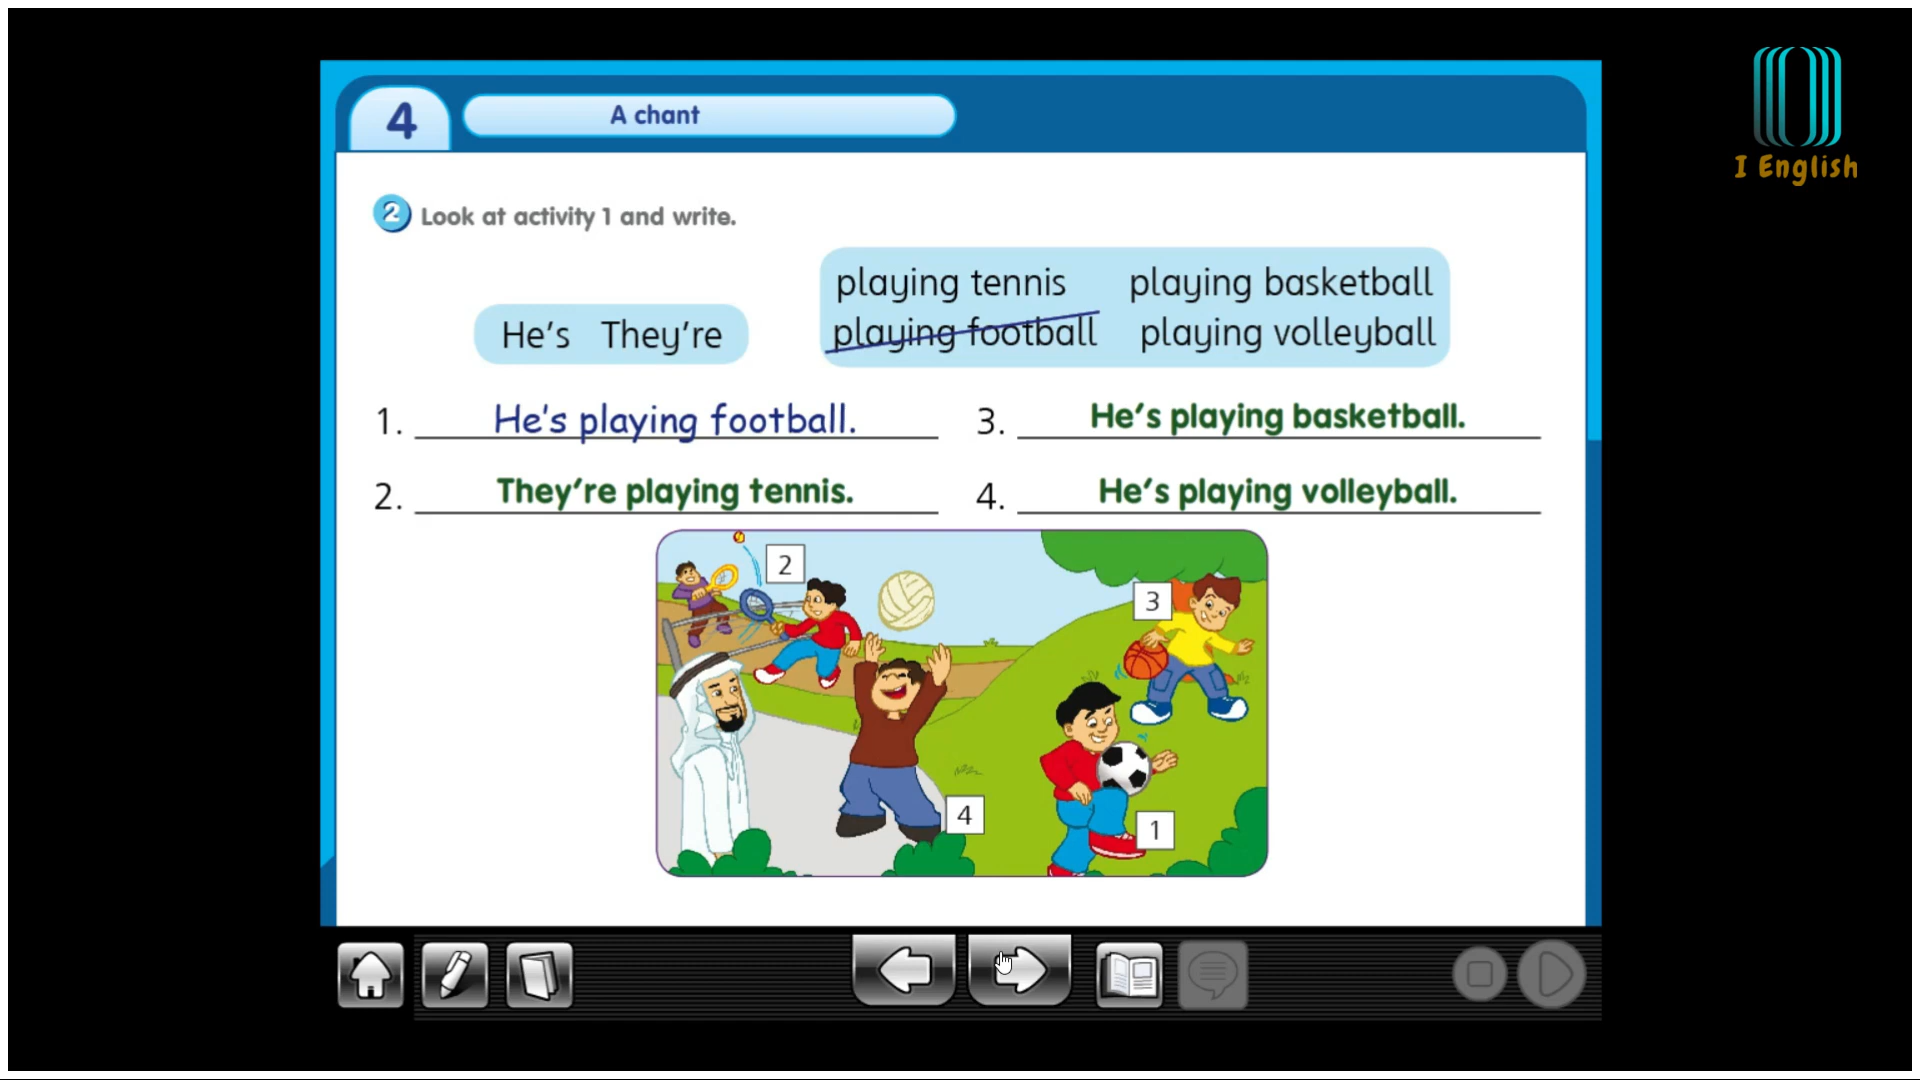 4
A chant
I English
2 Look at activity 1 and write.
He's They're
playing tennis playing basketball
playing football playing volleyball
1. He's playing football.
2. They're playing tennis.
3. He's playing basketball.
4. He's playing volleyball.
2
3
4
1